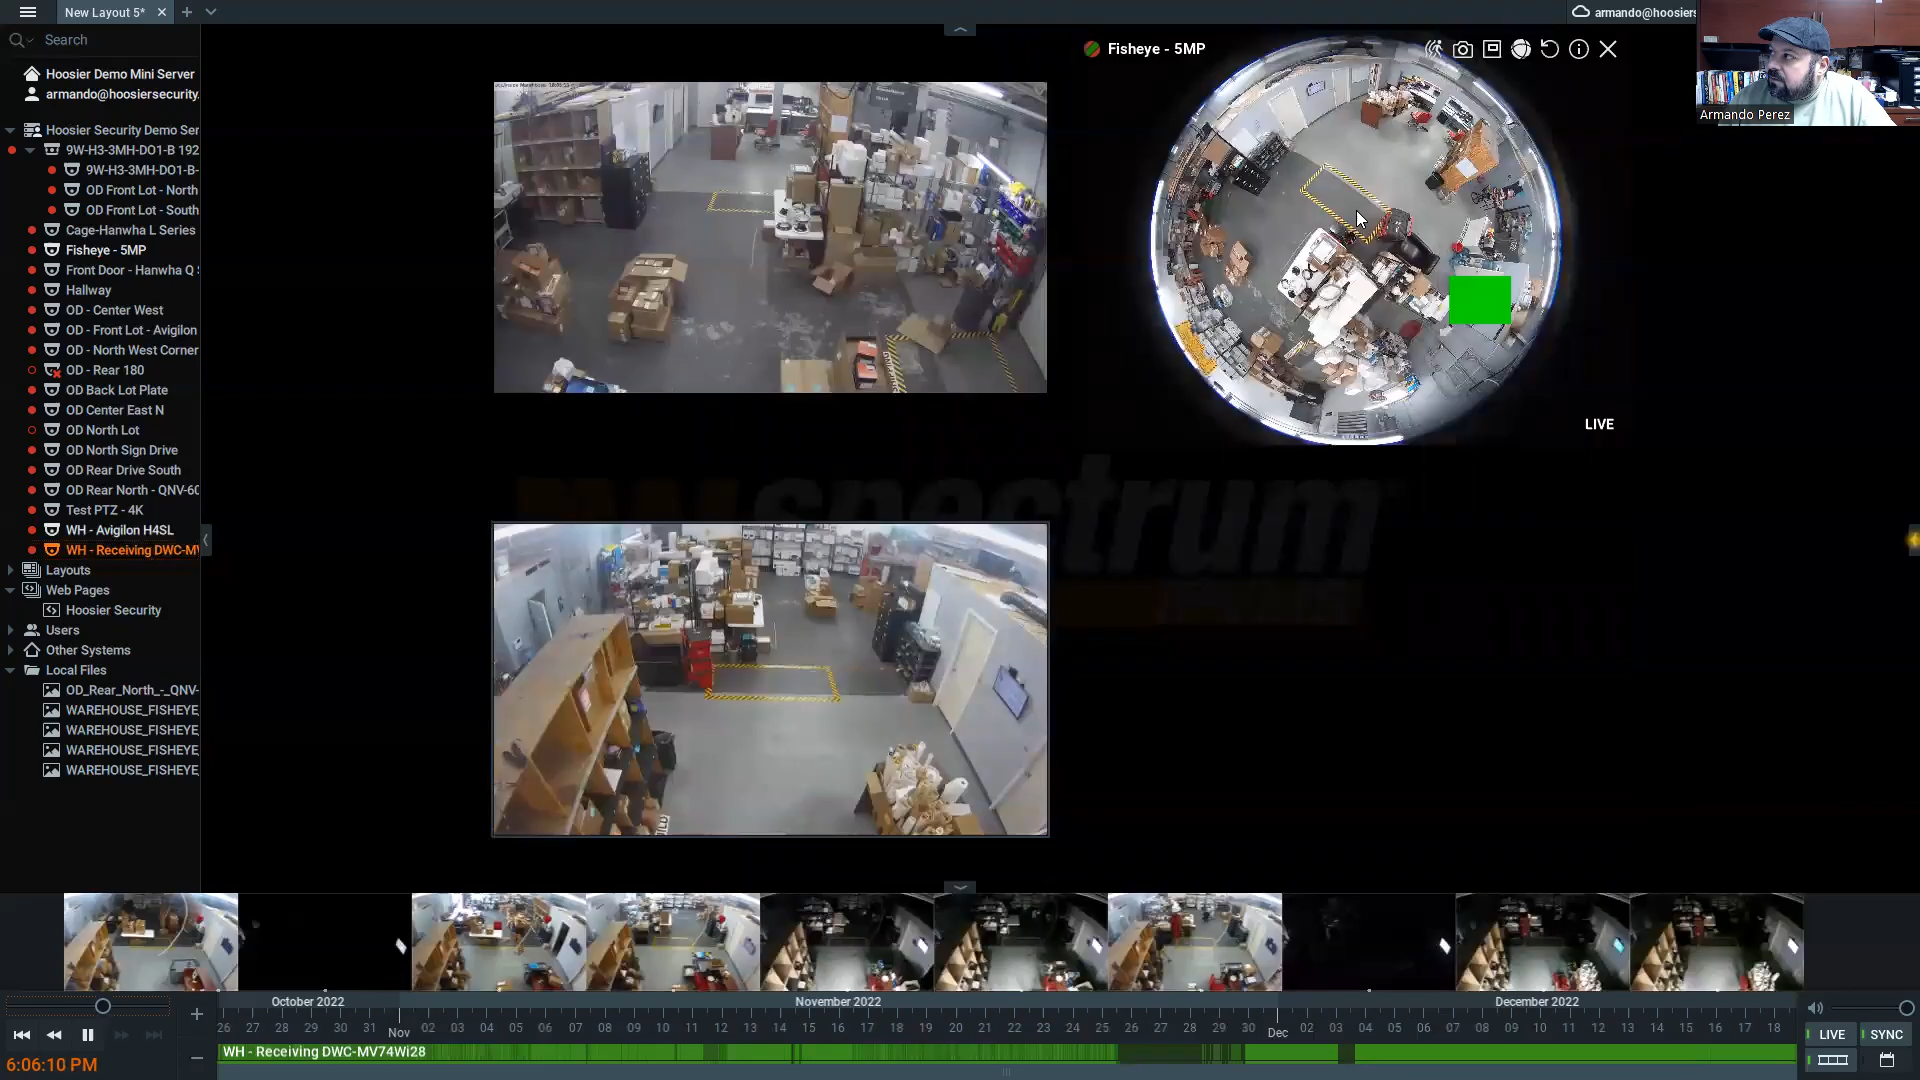 New Layout 5*
armando@hoosiers
Search
Hoosier Demo Mini Server
armando@hoosiersecurity.
Hoosier Security Demo Ser
9W-H3-3MH-DO1-B 192
9W-H3-3MH-DO1-B-
OD Front Lot - North
OD Front Lot - South
Cage-Hanwha L Series
Fisheye - 5MP
Front Door - Hanwha Q
Hallway
OD - Center West
OD - Front Lot - Avigilon
OD - North West Corner
OD - Rear 180
OD Back Lot Plate
OD Center East N
OD North Lot
OD North Sign Drive
OD Rear Drive South
OD Rear North - QNV-60
Test PTZ - 4K
WH - Avigilon H4SL
WH - Receiving DWC-MV
Layouts
Web Pages
Hoosier Security
Users
Other Systems
Local Files
OD_Rear_North_-_QNV-
WAREHOUSE_FISHEYE_
WAREHOUSE_FISHEYE_
WAREHOUSE_FISHEYE_
WAREHOUSE_FISHEYE_
Fisheye - 5MP
LIVE
Armando Perez
spectrum
October 2022
November 2022
December 2022
26 27 28 29 30 31 Nov 02 03 04 05 06 07 08 09 10 11 12 13 14 15 16 17 18 19 20 21 22 23 24 25 26 27 28 29 30 Dec 02 03 04 05 06 07 08 09 10 11 12 13 14 15 16 17 18
WH - Receiving DWC-MV74Wi28
6:06:10 PM
LIVE
SYNC